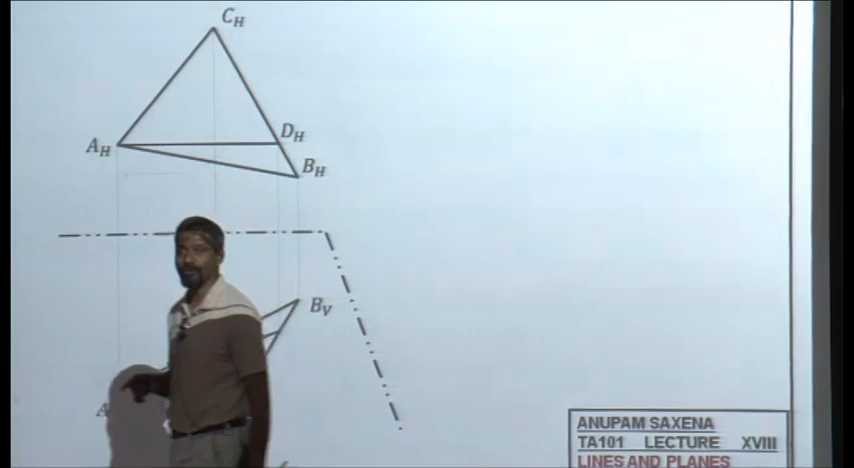 C_H
D_H
A_H
B_H
B_V
A
ANUPAM SAXENA
TA101 LECTURE XVIII
LINES AND PLANES